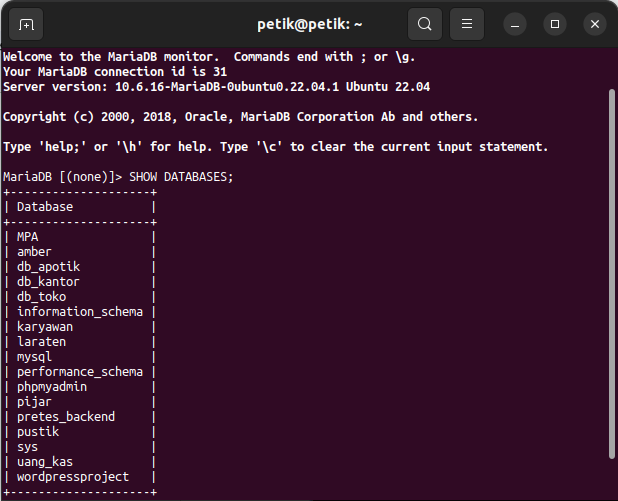 petik@petik: ~
Welcome to the MariaDB monitor.  Commands end with ; or \g.
Your MariaDB connection id is 31
Server version: 10.6.16-MariaDB-0ubuntu0.22.04.1 Ubuntu 22.04
Copyright (c) 2000, 2018, Oracle, MariaDB Corporation Ab and others.
Type 'help;' or '\h' for help. Type '\c' to clear the current input statement.
MariaDB [(none)]> SHOW DATABASES;
+--------------------+
| Database           |
+--------------------+
| MPA                |
| amber              |
| db_apotik          |
| db_kantor          |
| db_toko            |
| information_schema |
| karyawan           |
| laraten            |
| mysql              |
| performance_schema |
| phpmyadmin         |
| pijar              |
| pretes_backend     |
| pustik             |
| sys                |
| uang_kas           |
| wordpressproject   |
+--------------------+